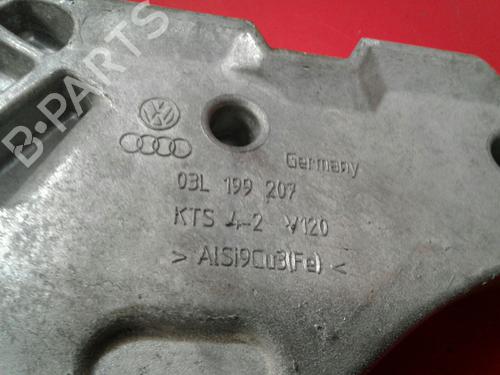 B-PARTS
Germany
03L 199 207
KTS 4-2 V120
> AlSi9Cu3(Fe) <